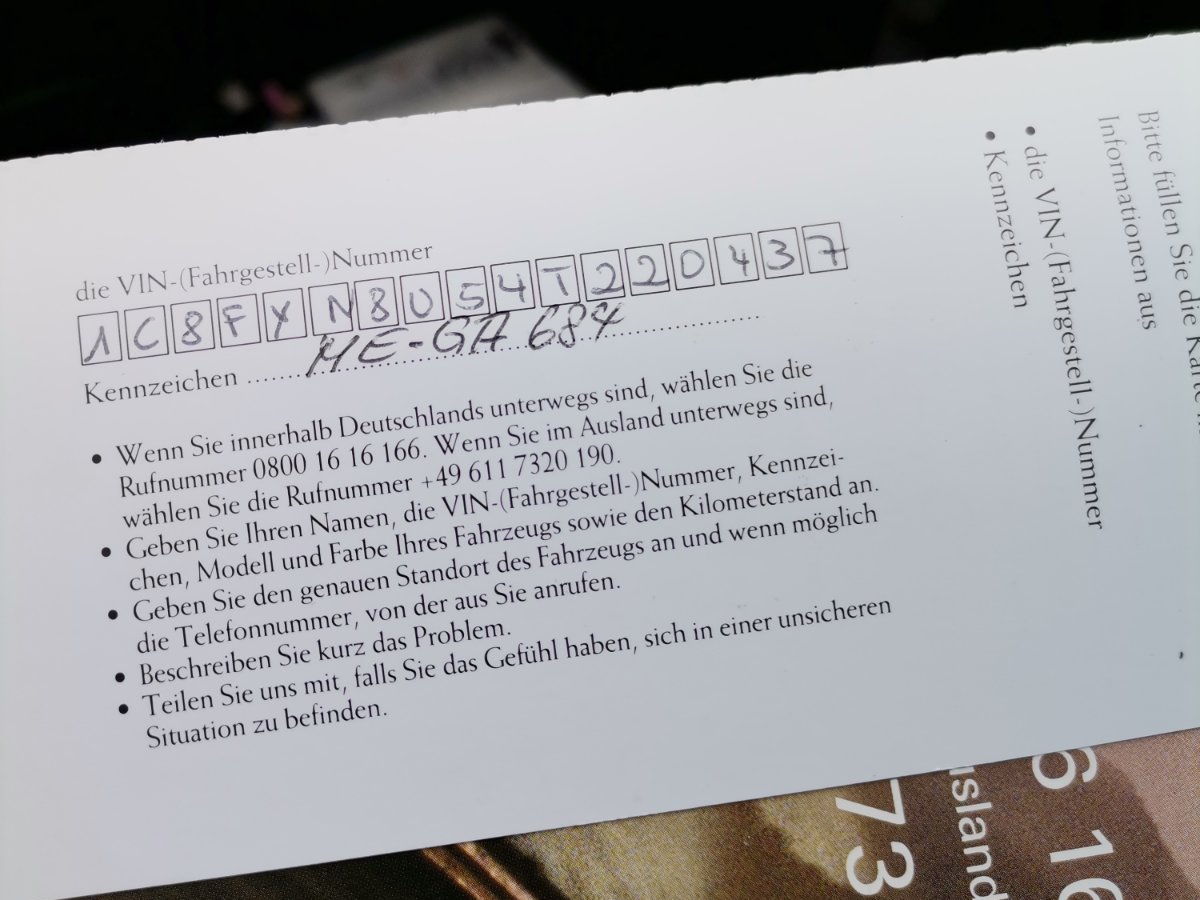 die VIN-(Fahrgestell-)Nummer
1C8FYN8U54T220437
Kennzeichen ME-GA 684
• Wenn Sie innerhalb Deutschlands unterwegs sind, wählen Sie die
Rufnummer 0800 16 16 166. Wenn Sie im Ausland unterwegs sind,
wählen Sie die Rufnummer +49 611 7320 190.
• Geben Sie Ihren Namen, die VIN-(Fahrgestell-)Nummer, Kennzei-
chen, Modell und Farbe Ihres Fahrzeugs sowie den Kilometerstand an.
• Geben Sie den genauen Standort des Fahrzeugs an und wenn möglich
die Telefonnummer, von der aus Sie anrufen.
• Beschreiben Sie kurz das Problem.
• Teilen Sie uns mit, falls Sie das Gefühl haben, sich in einer unsicheren
Situation zu befinden.
Bitte füllen Sie die Karte
Informationen aus
• die VIN-(Fahrgestell-)Nummer
• Kennzeichen
6 16
usland
73